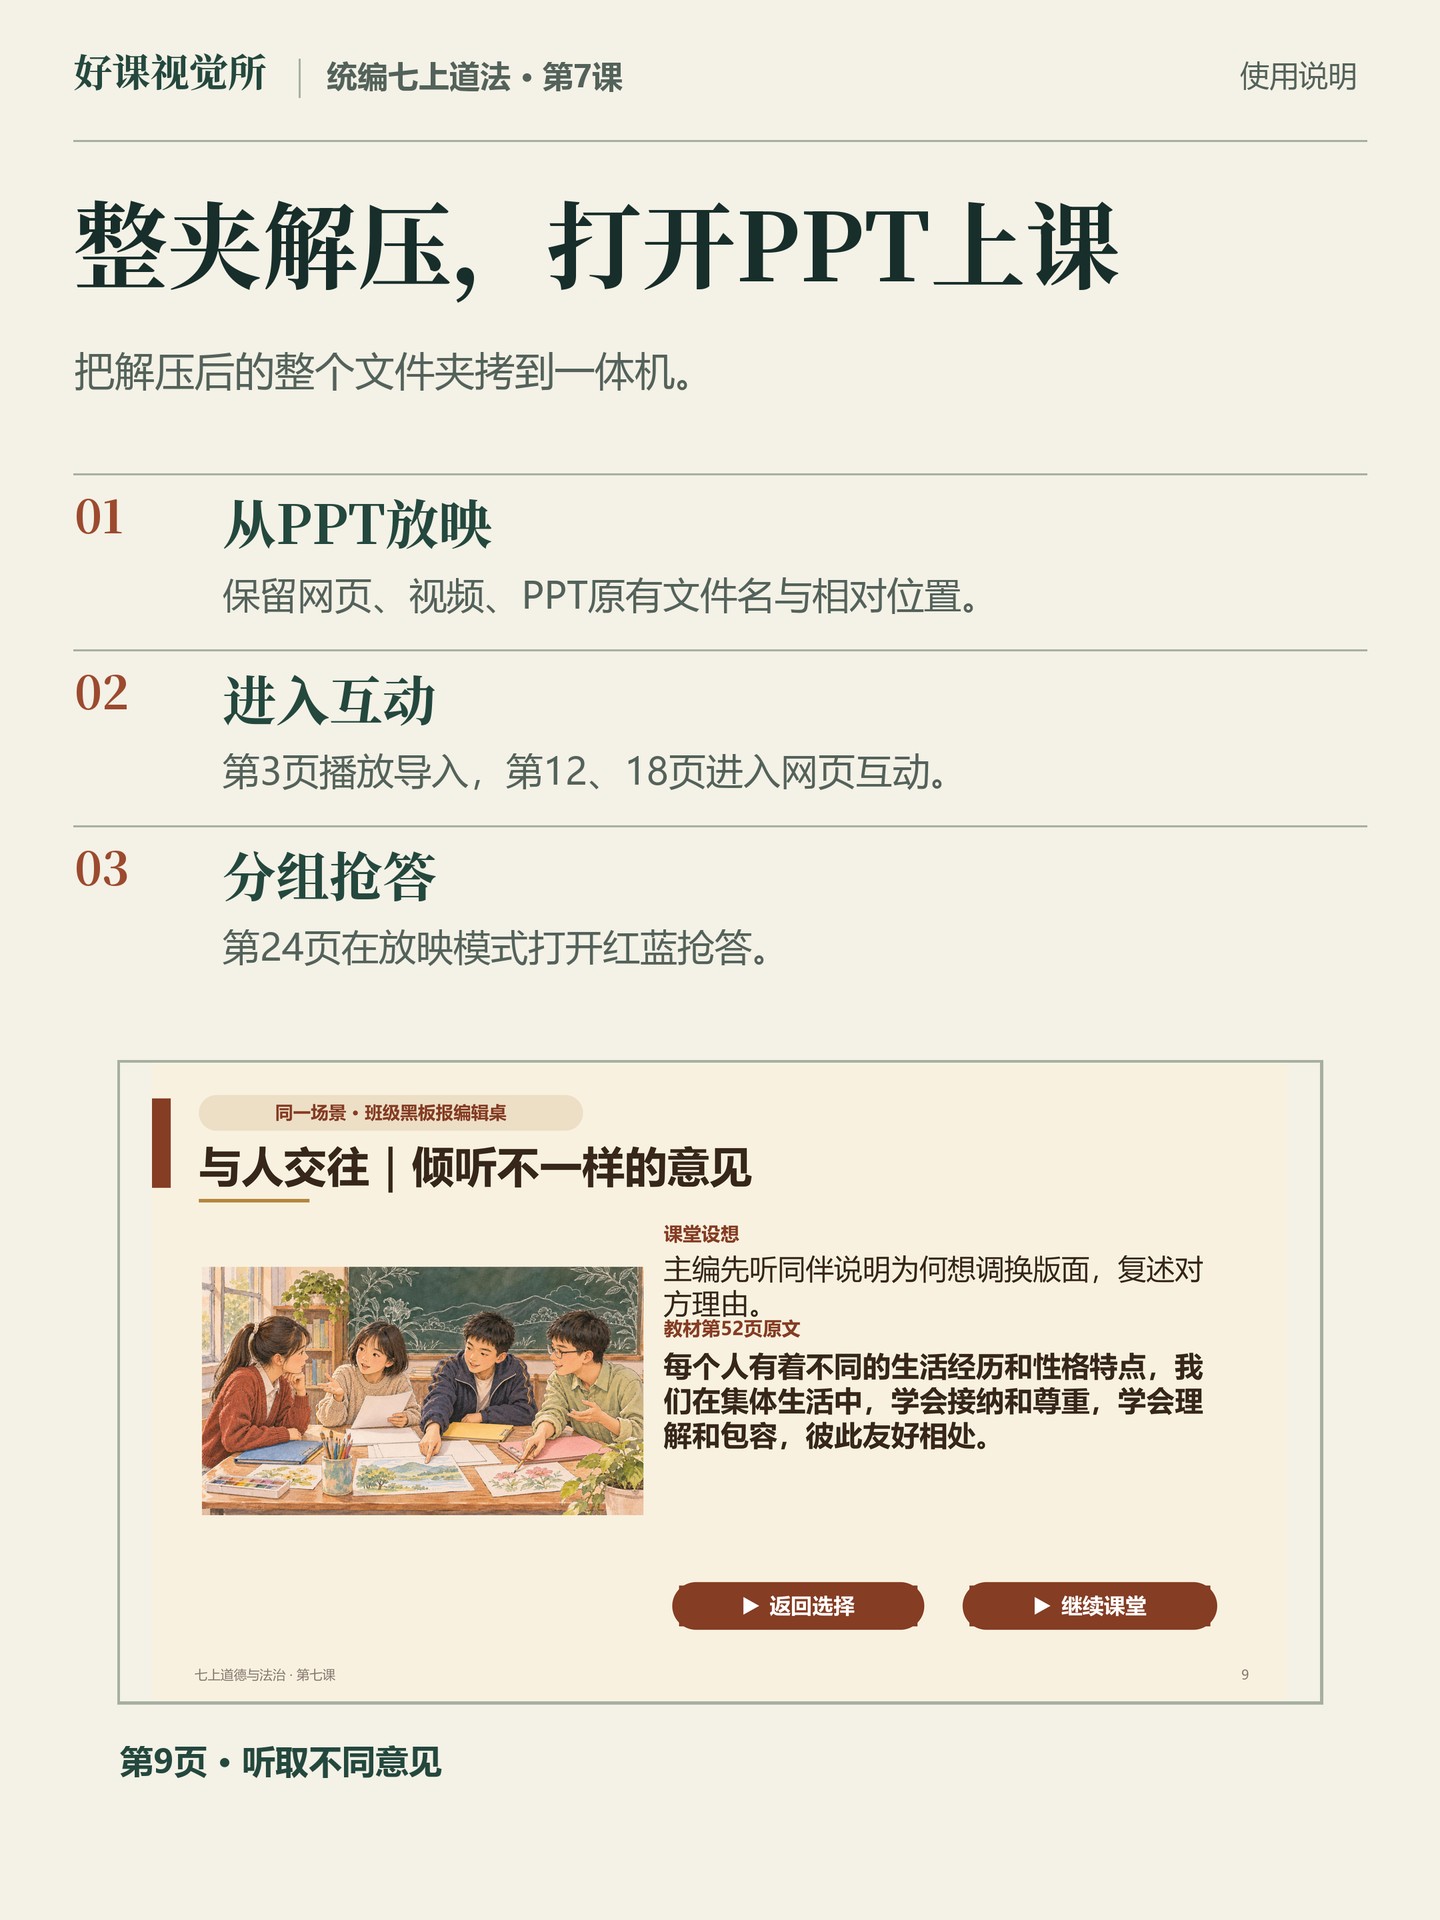 好课视觉所
统编七上道法·第7课
使用说明
整夹解压，打开PPT上课
把解压后的整个文件夹拷到一体机。
01
从PPT放映
保留网页、视频、PPT原有文件名与相对位置。
02
进入互动
第3页播放导入，第12、18页进入网页互动。
03
分组抢答
第24页在放映模式打开红蓝抢答。
同一场景·班级黑板报编辑桌
与人交往｜倾听不一样的意见
课堂设想
主编先听同伴说明为何想调换版面，复述对
方理由。
教材第52页原文
每个人有着不同的生活经历和性格特点，我
们在集体生活中，学会接纳和尊重，学会理
解和包容，彼此友好相处。
▶ 返回选择
▶ 继续课堂
七上道德与法治·第七课
9
第9页·听取不同意见